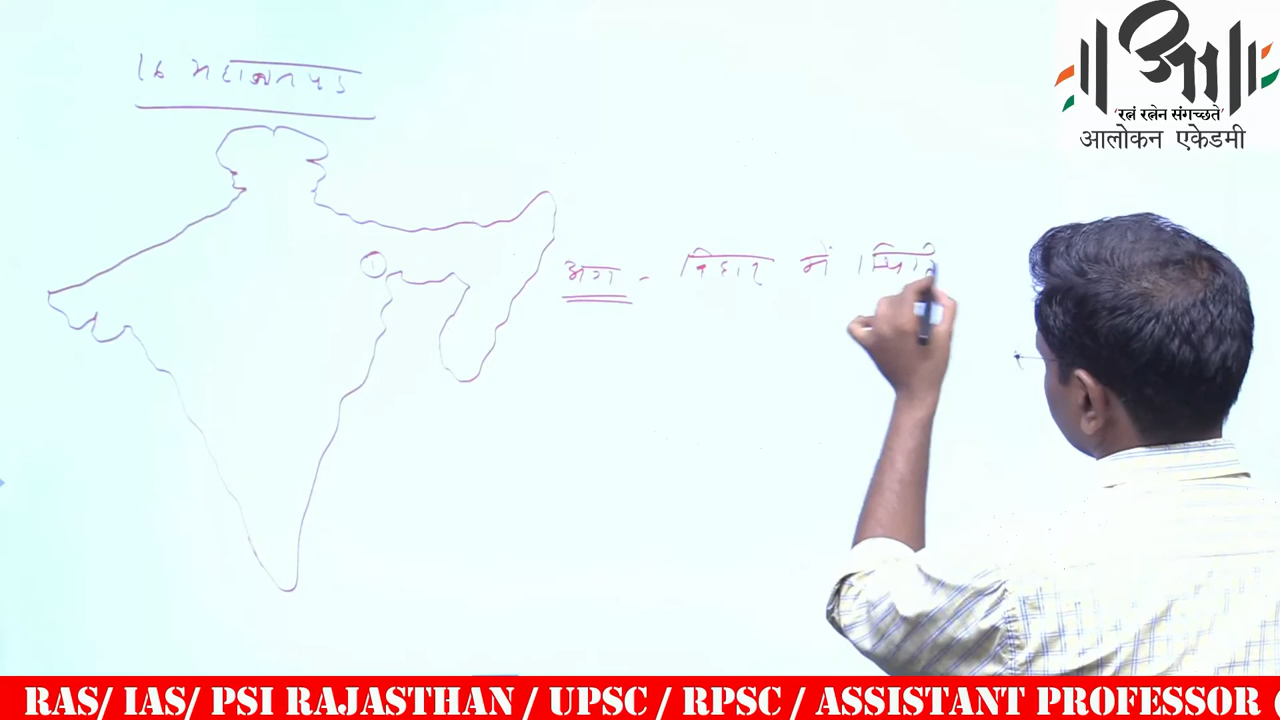 16 महाजनपद
①
अंग - बिहार में स्थिति
आ
'रत्नं रत्नेन संगच्छते'
आलोकन एकेडमी
RAS/ IAS/ PSI RAJASTHAN / UPSC / RPSC / ASSISTANT PROFESSOR